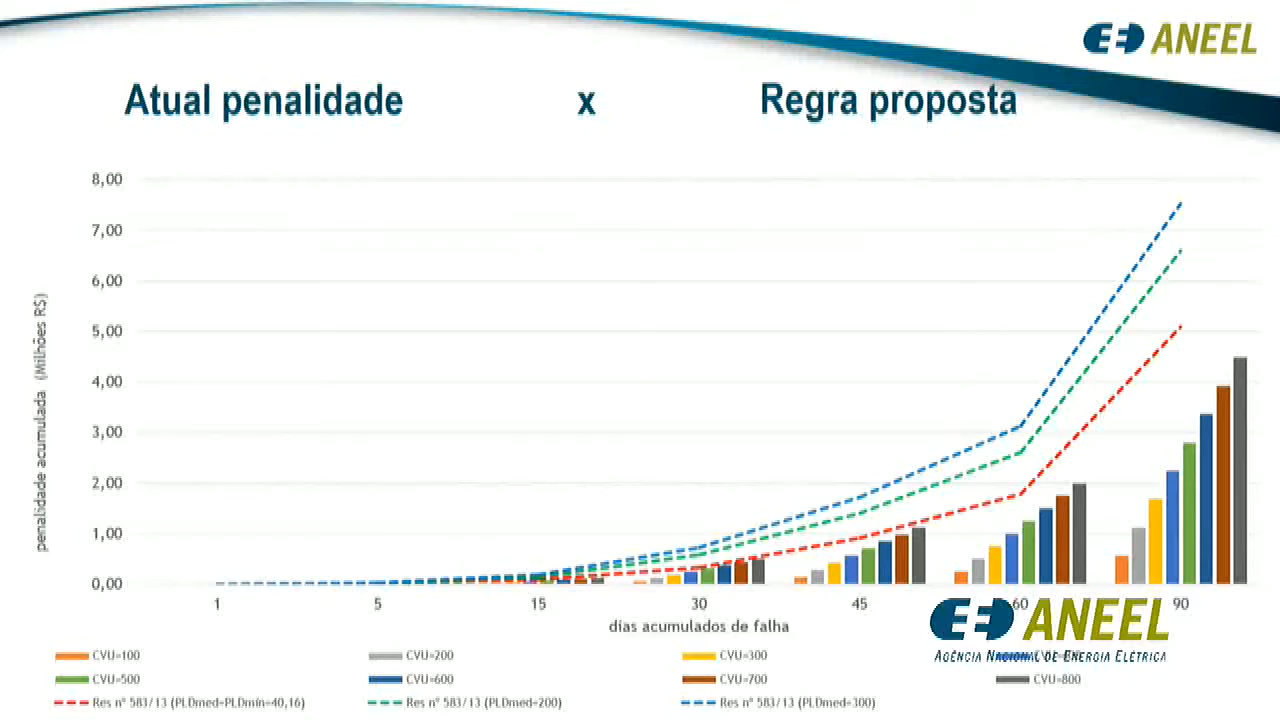 ANEEL
Atual penalidade x Regra proposta
8,00
7,00
6,00
5,00
4,00
3,00
2,00
1,00
0,00
penalidade acumulada (Milhões R$)
1 5 15 30 45 60 90
dias acumulados de falha
ANEEL
AGÊNCIA NACIONAL DE ENERGIA ELÉTRICA
CVU=100 CVU=200 CVU=300
CVU=500 CVU=600 CVU=700 CVU=800
Res nº 583/13 (PLDmed=PLDmín=40,16) Res nº 583/13 (PLDmed=200) Res nº 583/13 (PLDmed=300)